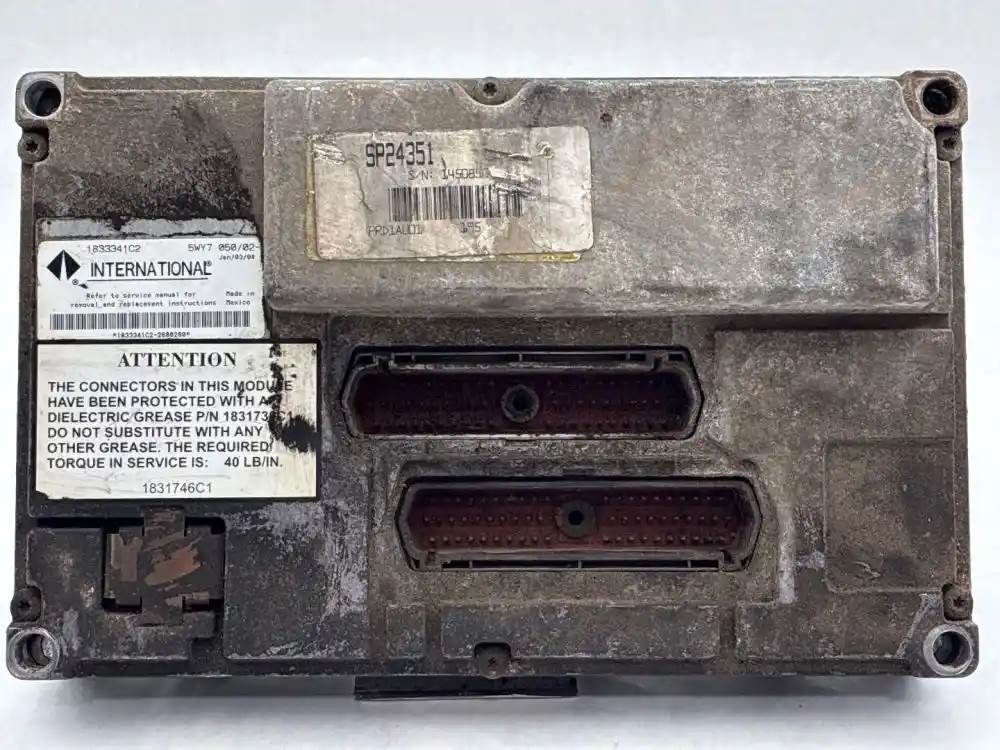 SP24351
S/N:
1833341C2 5WY7 050/02-
Jan/03/04
INTERNATIONAL®
Refer to service manual for Made in
removal and replacement instructions Mexico
*1833341C2-2680200*
ATTENTION
THE CONNECTORS IN THIS MODULE
HAVE BEEN PROTECTED WITH A
DIELECTRIC GREASE P/N
DO NOT SUBSTITUTE WITH ANY
OTHER GREASE. THE REQUIRED
TORQUE IN SERVICE IS: 40 LB/IN.
1831746C1